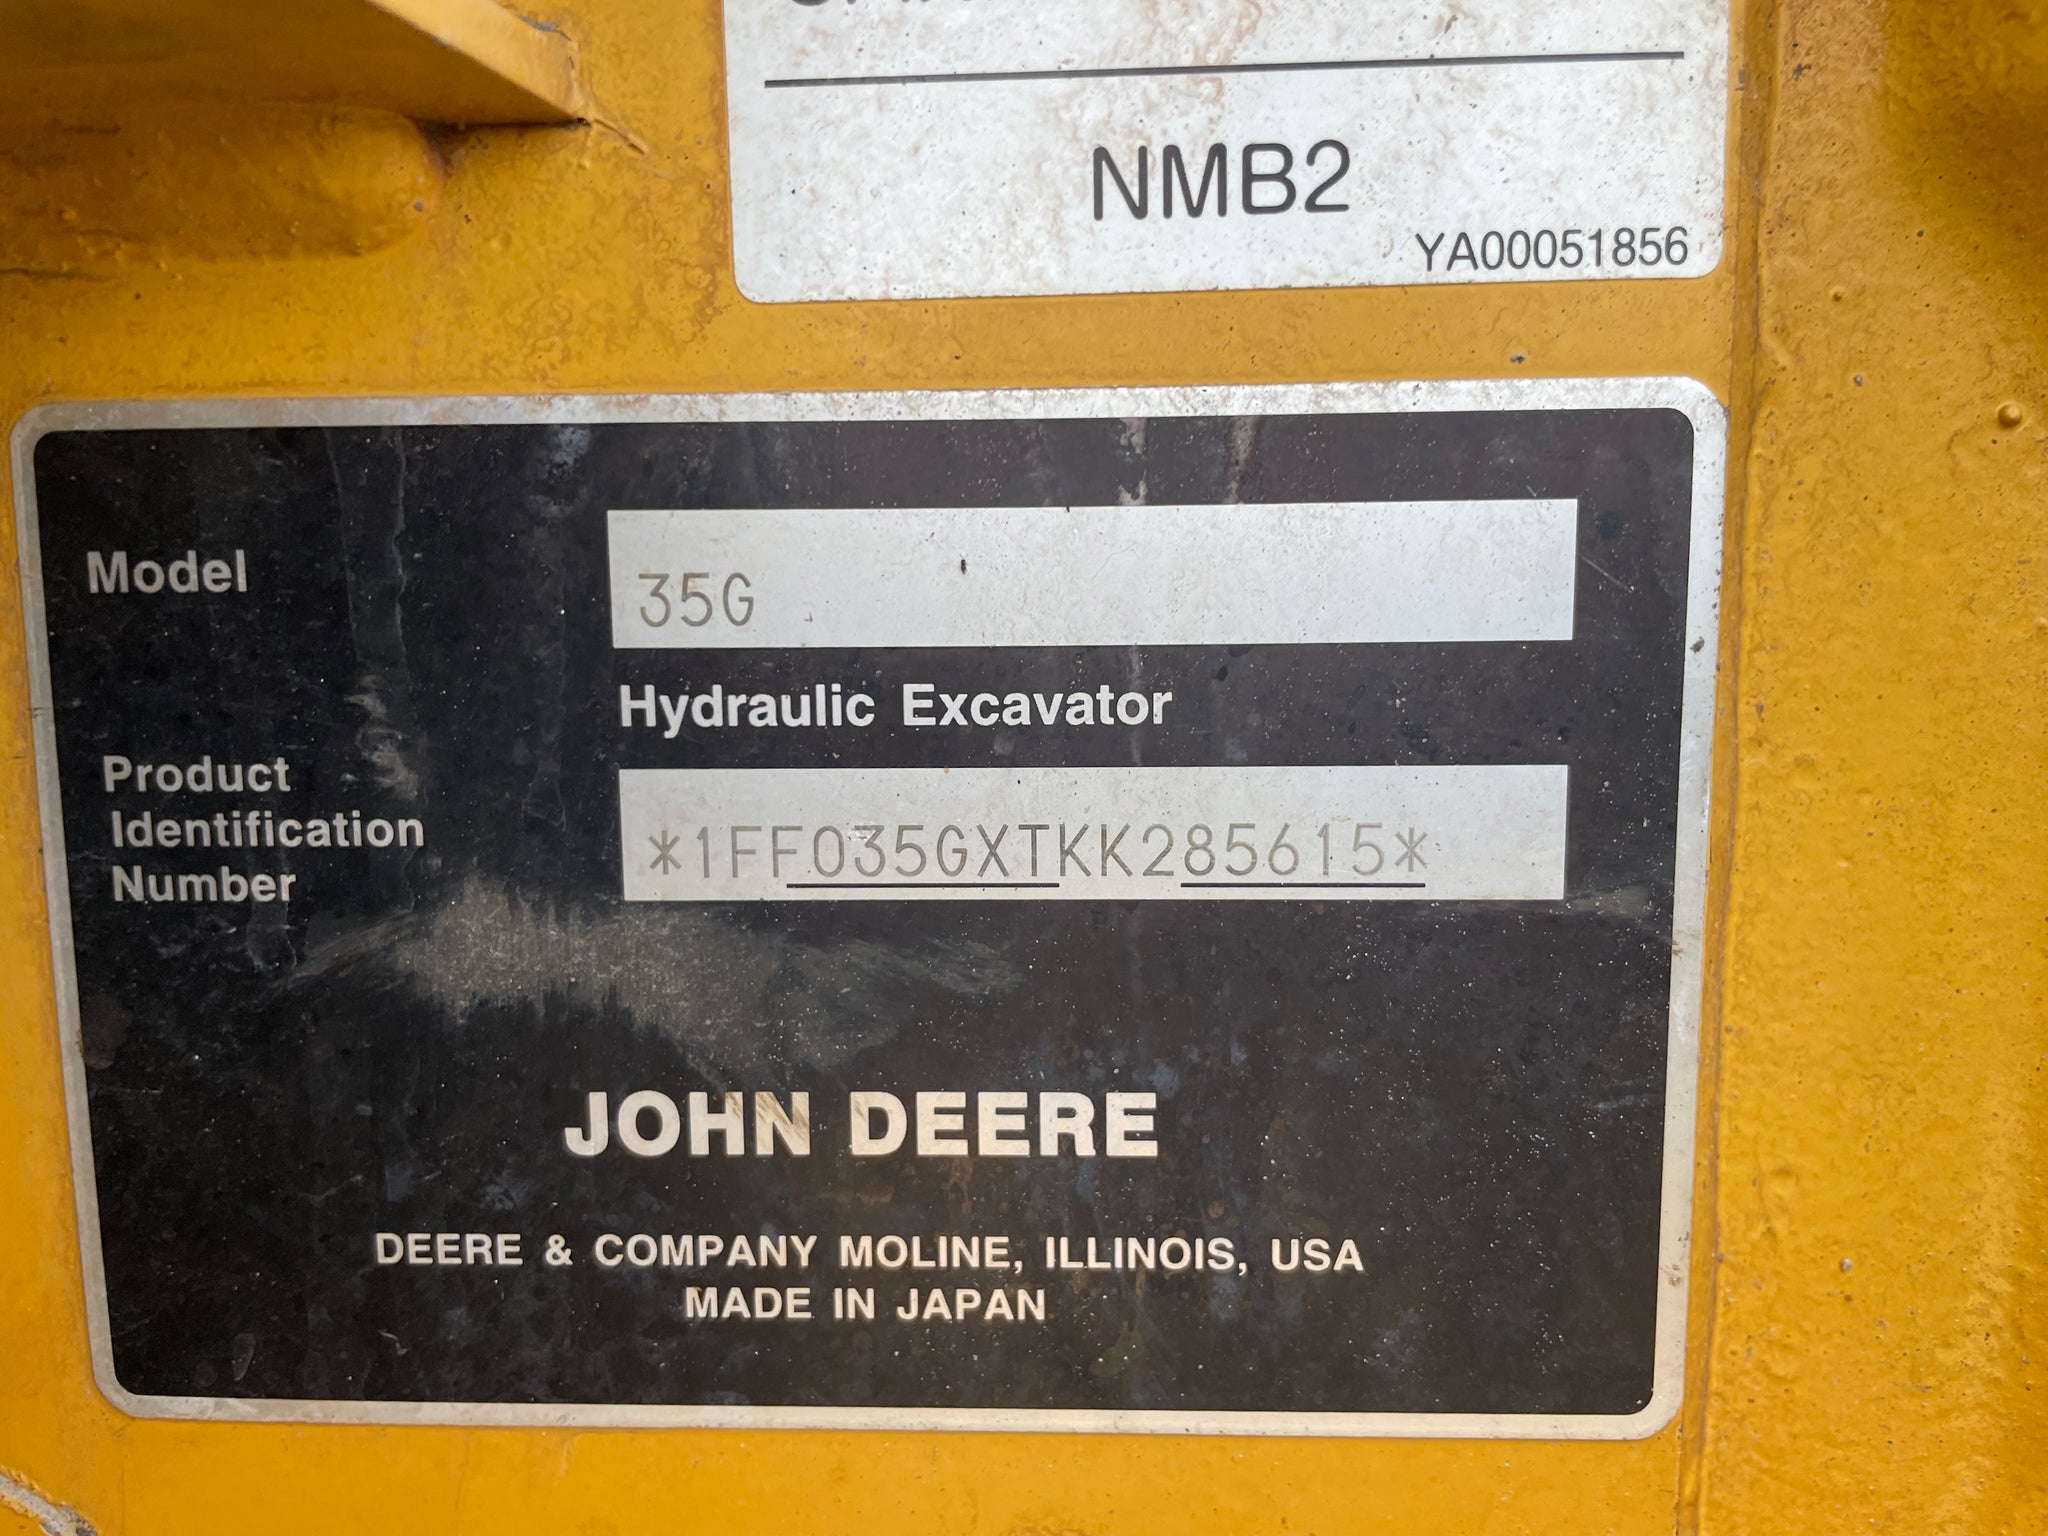 NMB2
YA00051856
Model
35G
Hydraulic Excavator
Product
Identification
Number
*1FF035GXTKK285615*
JOHN DEERE
DEERE & COMPANY MOLINE, ILLINOIS, USA
MADE IN JAPAN